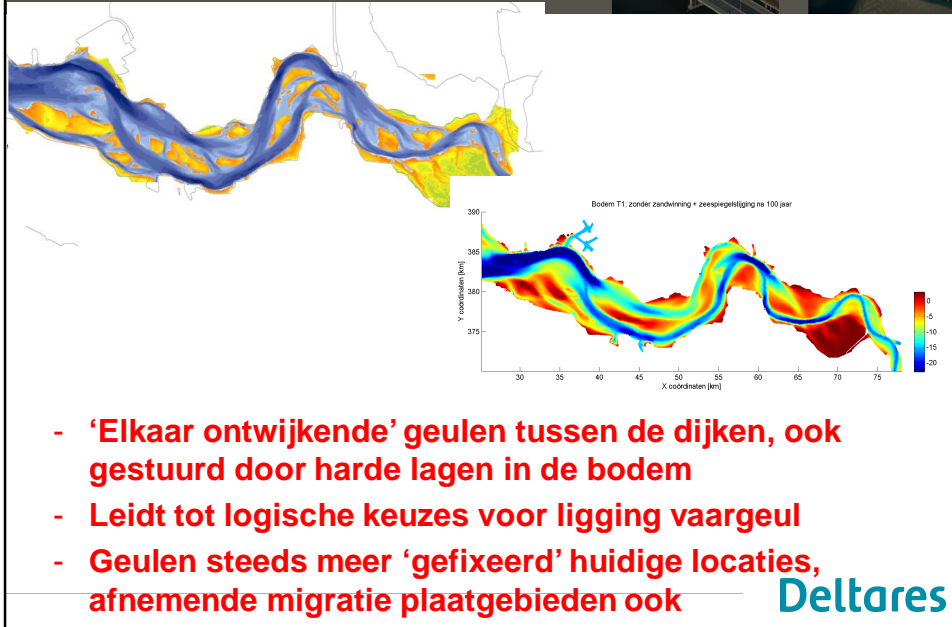 Bodem T1; zonder zandwinning + zeespiegelstijging na 100 jaar
390
385
380
375
Y coördinaten [km]
30 35 40 45 50 55 60 65 70 75
X coördinaten [km]
0
-5
-10
-15
-20
- ‘Elkaar ontwijkende’ geulen tussen de dijken, ook
gestuurd door harde lagen in de bodem
- Leidt tot logische keuzes voor ligging vaargeul
- Geulen steeds meer ‘gefixeerd’ huidige locaties,
afnemende migratie plaatgebieden ook
Deltares